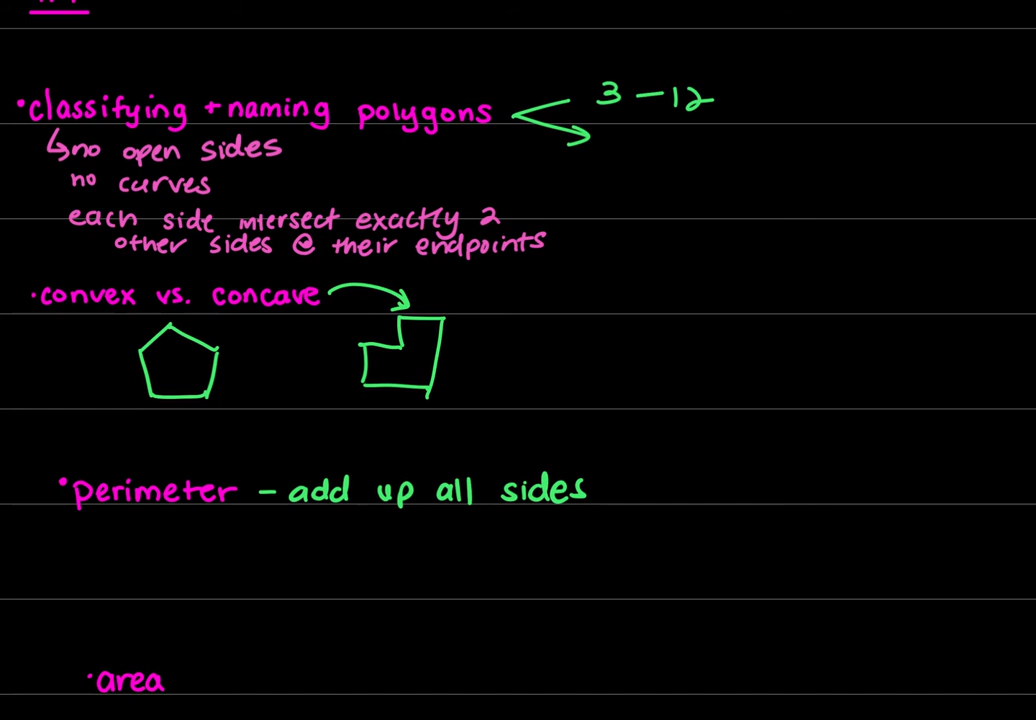 •classifying + naming polygons 3 — 12
↳no open sides
no curves
each side intersect exactly 2
other sides @ their endpoints
•convex vs. concave
•perimeter - add up all sides
•area